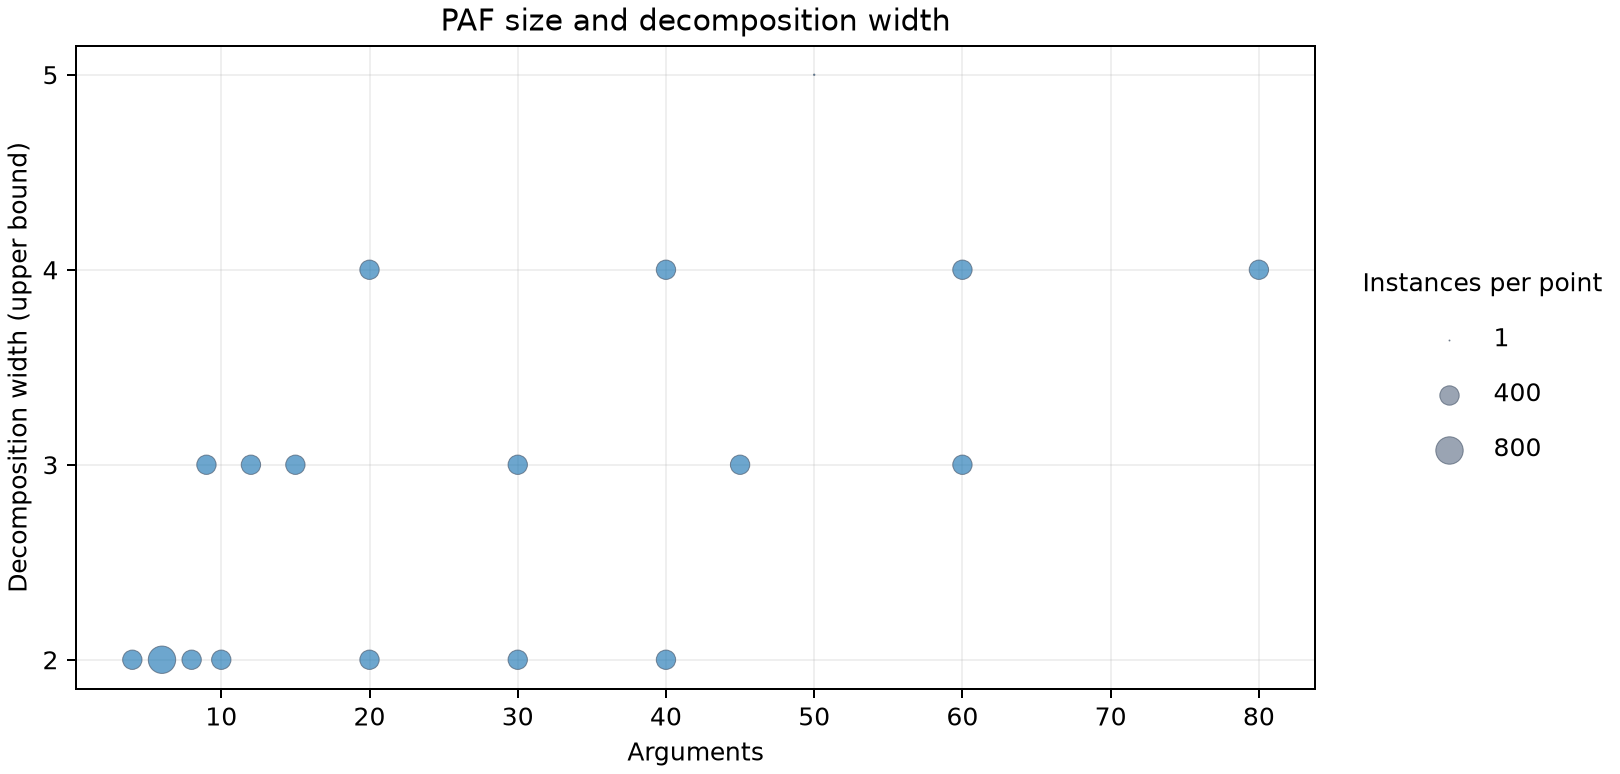 PAF size and decomposition width
Decomposition width (upper bound)
5
4
3
2
10 20 30 40 50 60 70 80
Arguments
Instances per point
1
400
800